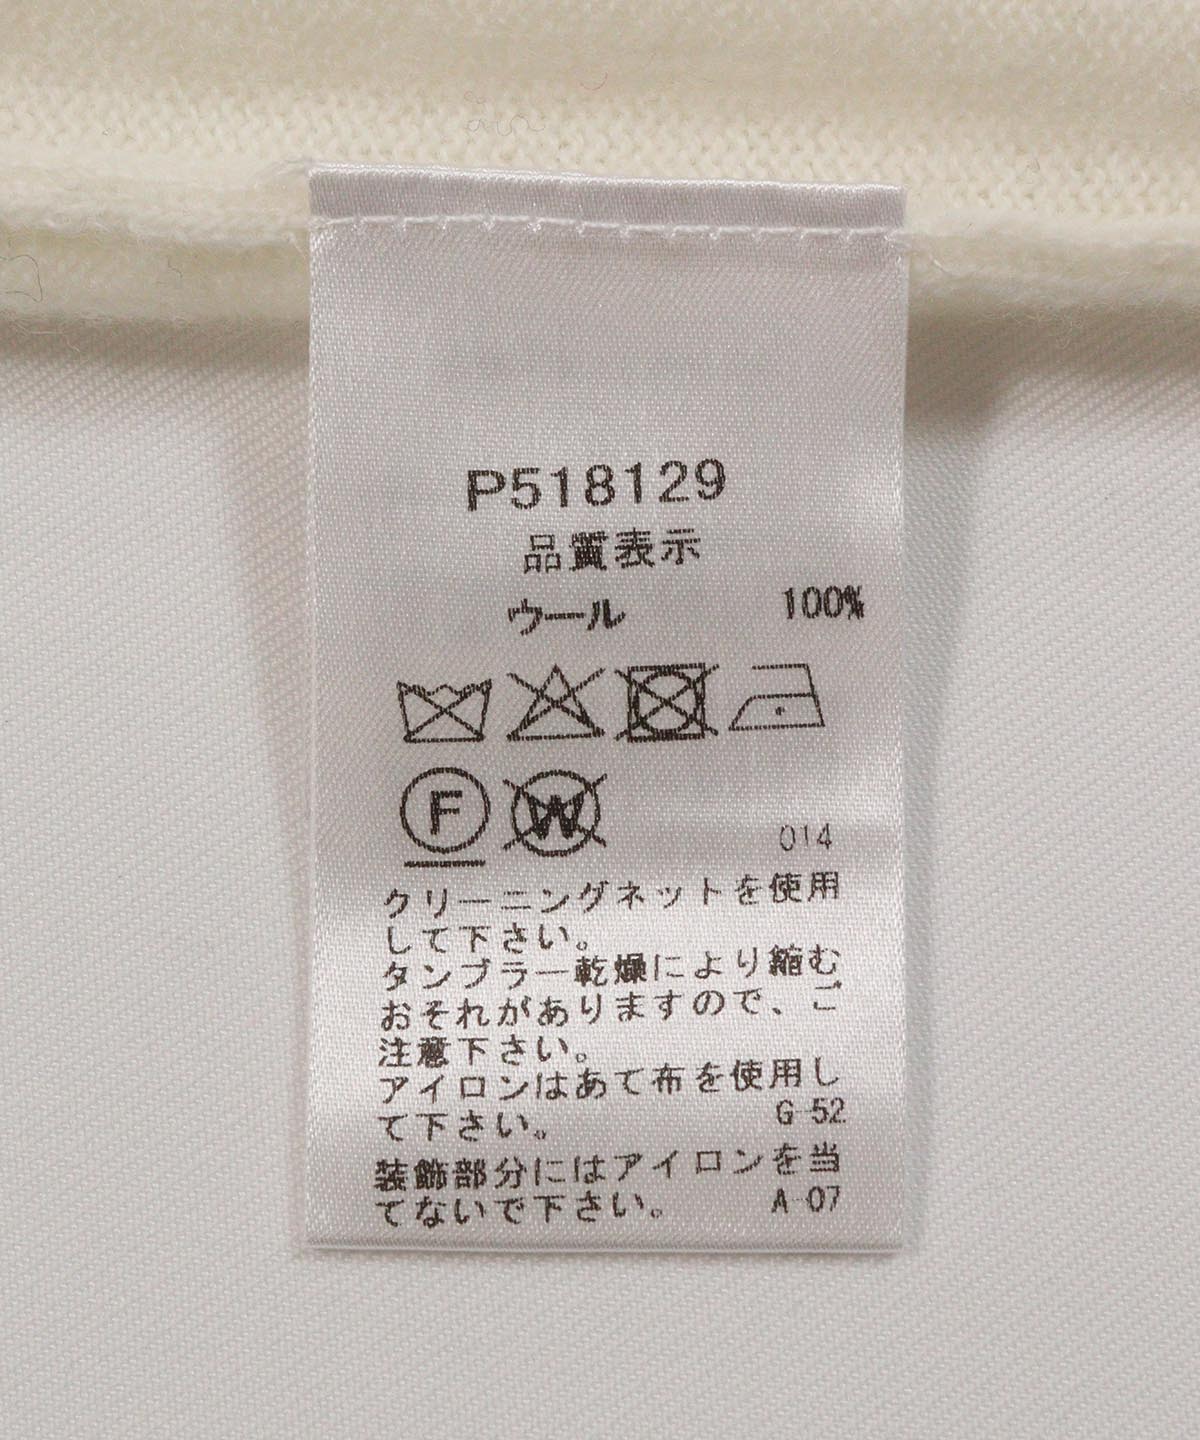 P518129
品質表示
ウール 100%
F W
014
クリーニングネットを使用
して下さい。
タンブラー乾燥により縮む
おそれがありますので、ご
注意下さい。
アイロンはあて布を使用し
て下さい。 G-52
装飾部分にはアイロンを当
てないで下さい。 A-07